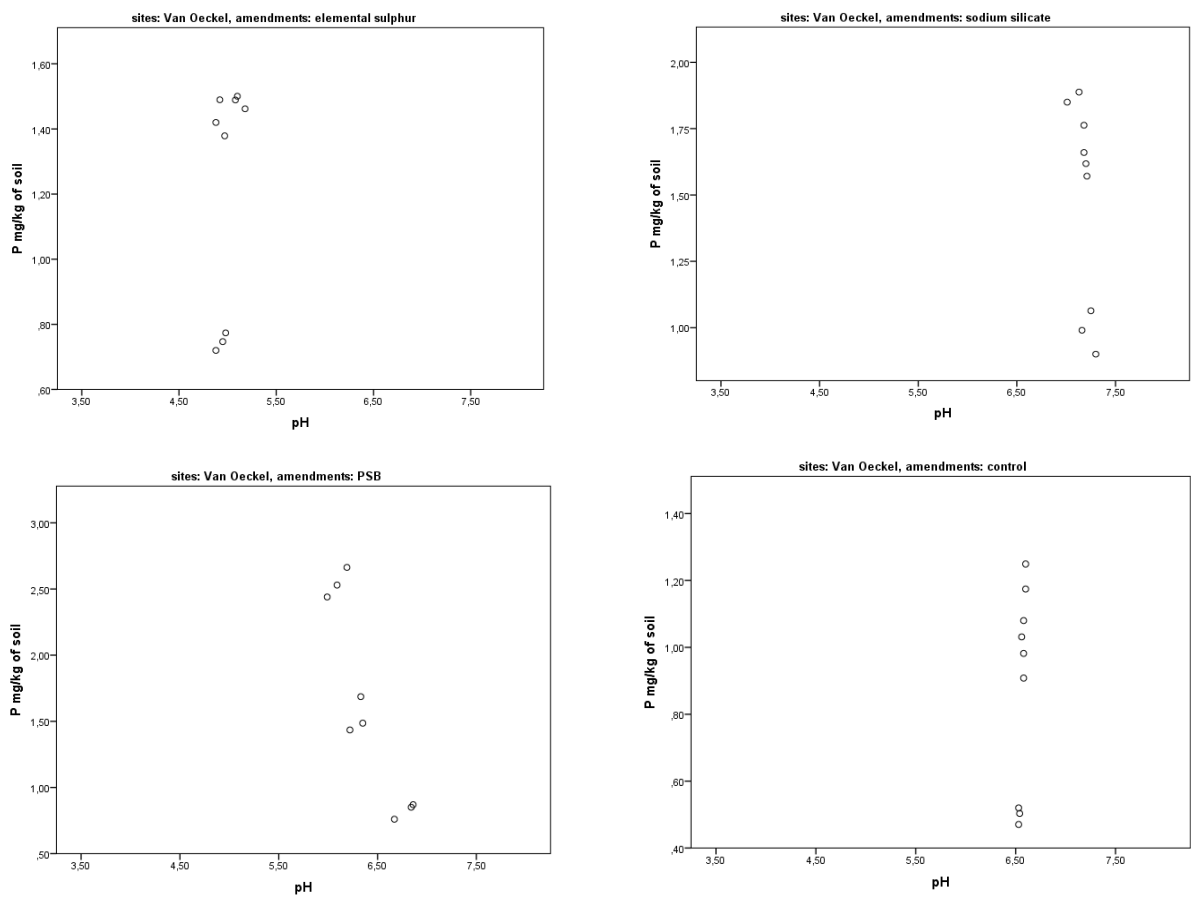 sites: Van Oeckel, amendments: elemental sulphur
1,60
1,40
1,20
1,00
,80
,60
P mg/kg of soil
3,50 4,50 5,50 6,50 7,50
pH
sites: Van Oeckel, amendments: sodium silicate
2,00
1,75
1,50
1,25
1,00
P mg/kg of soil
3,50 4,50 5,50 6,50 7,50
pH
sites: Van Oeckel, amendments: PSB
3,00
2,50
2,00
1,50
1,00
,50
P mg/kg of soil
3,50 4,50 5,50 6,50 7,50
pH
sites: Van Oeckel, amendments: control
1,40
1,20
1,00
,80
,60
,40
P mg/kg of soil
3,50 4,50 5,50 6,50 7,50
pH